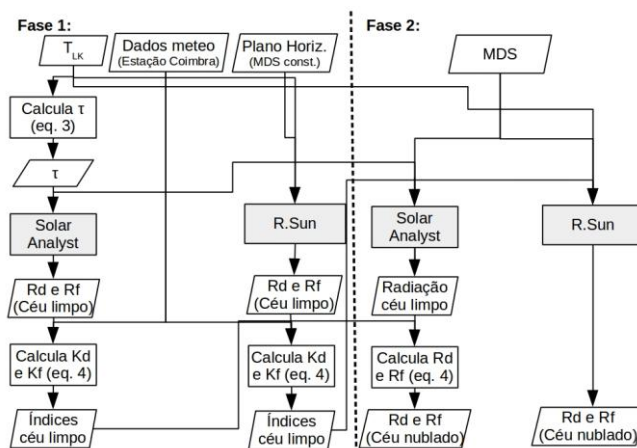 Fase 1:
Fase 2:
TLK
Dados meteo
(Estação Coimbra)
Plano Horiz.
(MDS const.)
MDS
Calcula τ
(eq. 3)
τ
Solar
Analyst
R.Sun
Solar
Analyst
R.Sun
Rd e Rf
(Céu limpo)
Rd e Rf
(Céu limpo)
Radiação
céu limpo
Calcula Kd
e Kf (eq. 4)
Calcula Kd
e Kf (eq. 4)
Calcula Rd
e Rf (eq. 4)
Índices
céu limpo
Índices
céu limpo
Rd e Rf
(Céu nublado)
Rd e Rf
(Céu nublado)